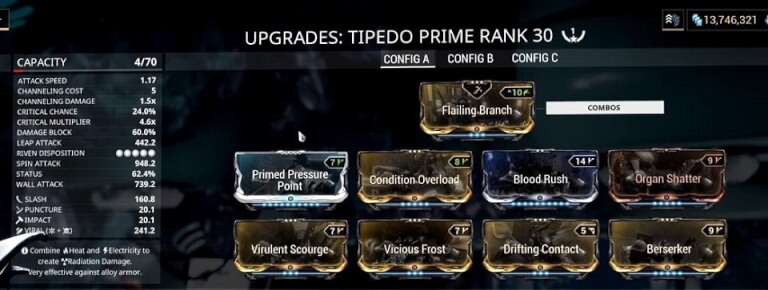 13,746,321
UPGRADES: TIPEDO PRIME RANK 30
CAPACITY 4/70
CONFIG A CONFIG B CONFIG C
ATTACK SPEED 1.17
CHANNELING COST 5
CHANNELING DAMAGE 1.5x
CRITICAL CHANCE 24.0%
CRITICAL MULTIPLIER 4.6x
DAMAGE BLOCK 60.0%
LEAP ATTACK 442.2
RIVEN DISPOSITION
SPIN ATTACK 948.2
STATUS 62.4%
WALL ATTACK 739.2
SLASH 160.8
PUNCTURE 20.1
IMPACT 20.1
VIRAL ( + ) 241.2
Combine Heat and Electricity to
create Radiation Damage.
Very effective against alloy armor.
10
Flailing Branch
COMBOS
7
Primed Pressure
Point
8
Condition Overload
14
Blood Rush
9
Organ Shatter
7
Virulent Scourge
7
Vicious Frost
5
Drifting Contact
9
Berserker